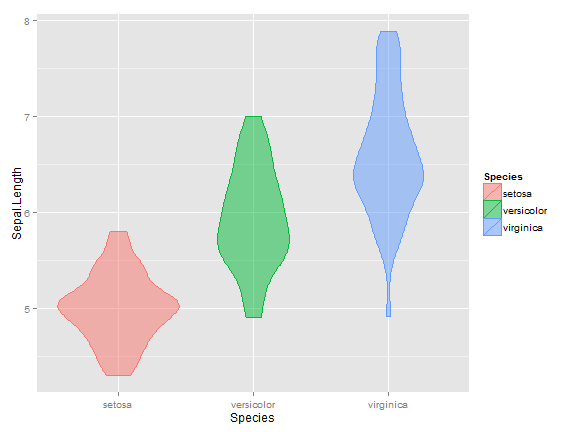 8
7
6
5
Sepal.Length
setosa
versicolor
virginica
Species
Species
setosa
versicolor
virginica